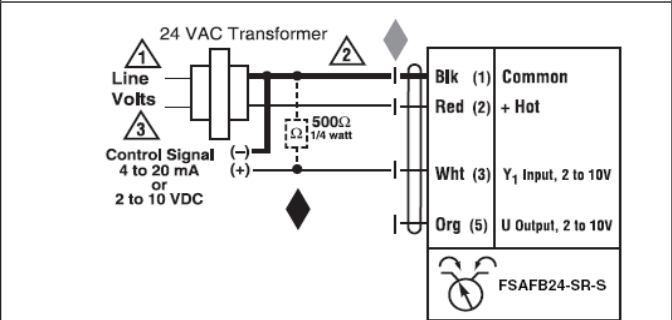 24 VAC Transformer
1
2
Line
Volts
3
Control Signal
4 to 20 mA
or
2 to 10 VDC
(–)
(+)
Ω
500Ω
1/4 watt
Blk (1) Common
Red (2) + Hot
Wht (3) Y₁ Input, 2 to 10V
Org (5) U Output, 2 to 10V
FSAFB24-SR-S